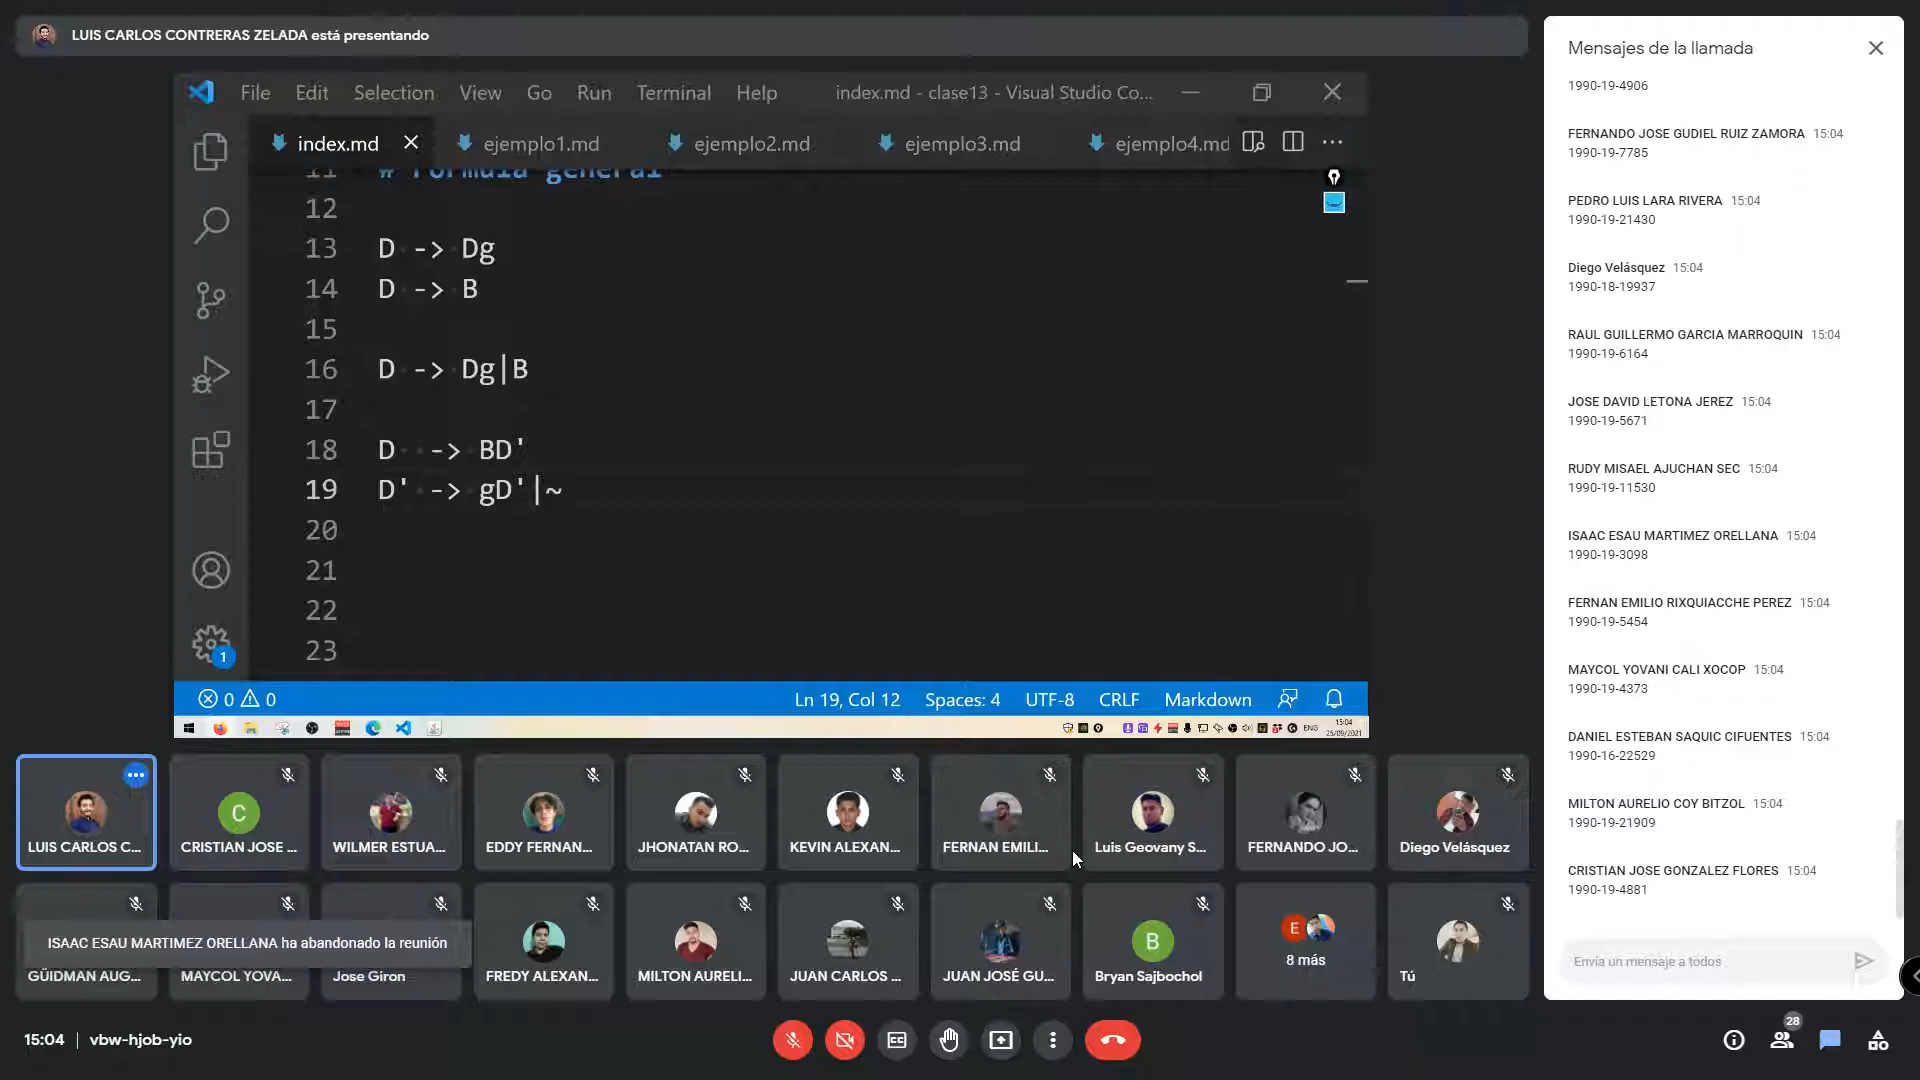 LUIS CARLOS CONTRERAS ZELADA está presentando
File Edit Selection View Go Run Terminal Help index.md - clase13 - Visual Studio Co...
index.md ejemplo1.md ejemplo2.md ejemplo3.md ejemplo4.md
11 # Formula general
12
13 D -> Dg
14 D -> B
15
16 D -> Dg|B
17
18 D -> BD'
19 D' -> gD'|~
20
21
22
23
1
0 0 Ln 19, Col 12 Spaces: 4 UTF-8 CRLF Markdown
ENG 15:04
25/09/2021
LUIS CARLOS C...
C
CRISTIAN JOSE ...
WILMER ESTUA...
EDDY FERNAN...
JHONATAN RO...
KEVIN ALEXAN...
FERNAN EMILI...
Luis Geovany S...
FERNANDO JO...
Diego Velásquez
ISAAC ESAU MARTIMEZ ORELLANA ha abandonado la reunión
GÜIDMAN AUG...
MAYCOL YOVA...
Jose Giron
FREDY ALEXAN...
MILTON AURELI...
JUAN CARLOS ...
JUAN JOSÉ GU...
B
Bryan Sajbochol
E
8 más
Tú
15:04 | vbw-hjob-yio
28
Mensajes de la llamada
1990-19-4906
FERNANDO JOSE GUDIEL RUIZ ZAMORA 15:04
1990-19-7785
PEDRO LUIS LARA RIVERA 15:04
1990-19-21430
Diego Velásquez 15:04
1990-18-19937
RAUL GUILLERMO GARCIA MARROQUIN 15:04
1990-19-6164
JOSE DAVID LETONA JEREZ 15:04
1990-19-5671
RUDY MISAEL AJUCHAN SEC 15:04
1990-19-11530
ISAAC ESAU MARTIMEZ ORELLANA 15:04
1990-19-3098
FERNAN EMILIO RIXQUIACCHE PEREZ 15:04
1990-19-5454
MAYCOL YOVANI CALI XOCOP 15:04
1990-19-4373
DANIEL ESTEBAN SAQUIC CIFUENTES 15:04
1990-16-22529
MILTON AURELIO COY BITZOL 15:04
1990-19-21909
CRISTIAN JOSE GONZALEZ FLORES 15:04
1990-19-4881
Envía un mensaje a todos